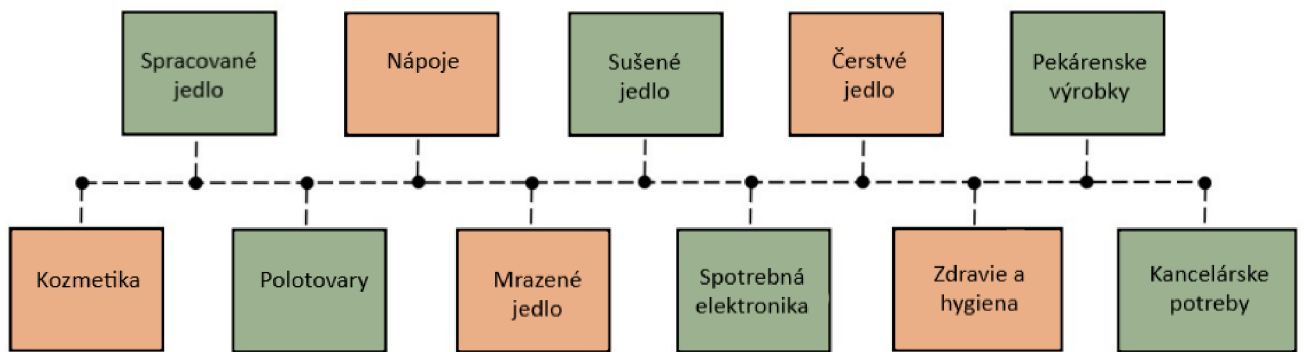 Spracované
jedlo
Nápoje
Sušené
jedlo
Čerstvé
jedlo
Pekárenske
výrobky
Kozmetika
Polotovary
Mrazené
jedlo
Spotrebná
elektronika
Zdravie a
hygiena
Kancelárske
potreby